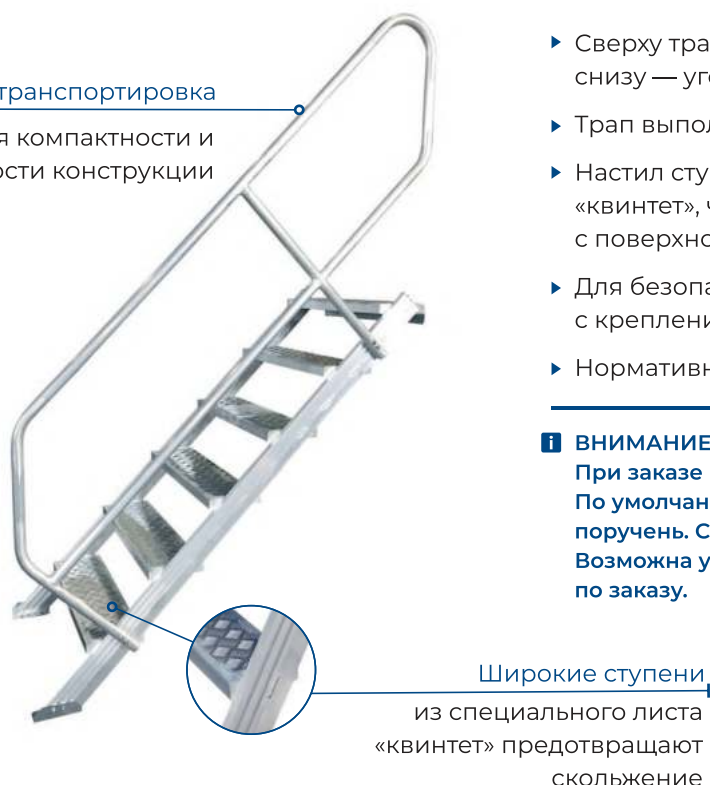 транспортировка
я компактности и
ости конструкции
Сверху тра
снизу — уг
Трап выпол
Настил сту
«квинтет», ч
с поверхно
Для безопа
с креплени
Нормативн
ВНИМАНИЕ
При заказе
По умолчан
поручень. С
Возможна у
по заказу.
Широкие ступени
из специального листа
«квинтет» предотвращают
скольжение